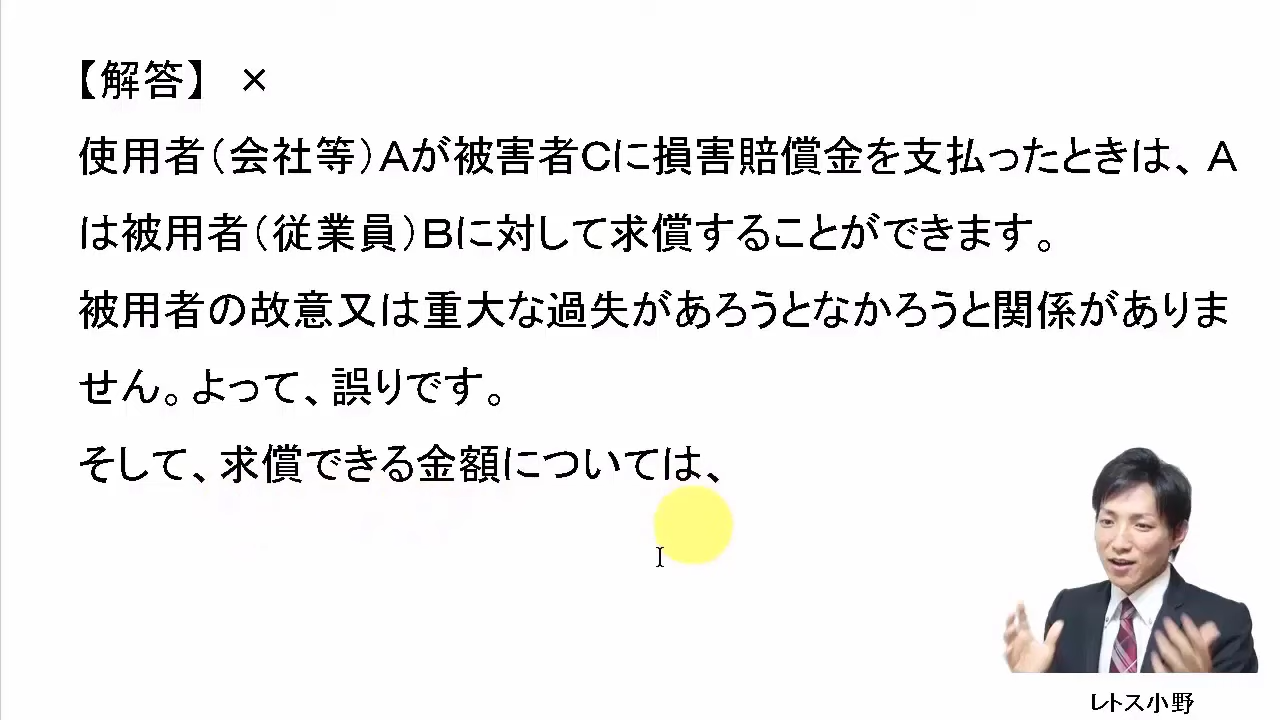 【解答】 ×
使用者（会社等）Ａが被害者Ｃに損害賠償金を支払ったときは、Ａ
は被用者（従業員）Ｂに対して求償することができます。
被用者の故意又は重大な過失があろうとなかろうと関係がありま
せん。よって、誤りです。
そして、求償できる金額については、
レトス小野